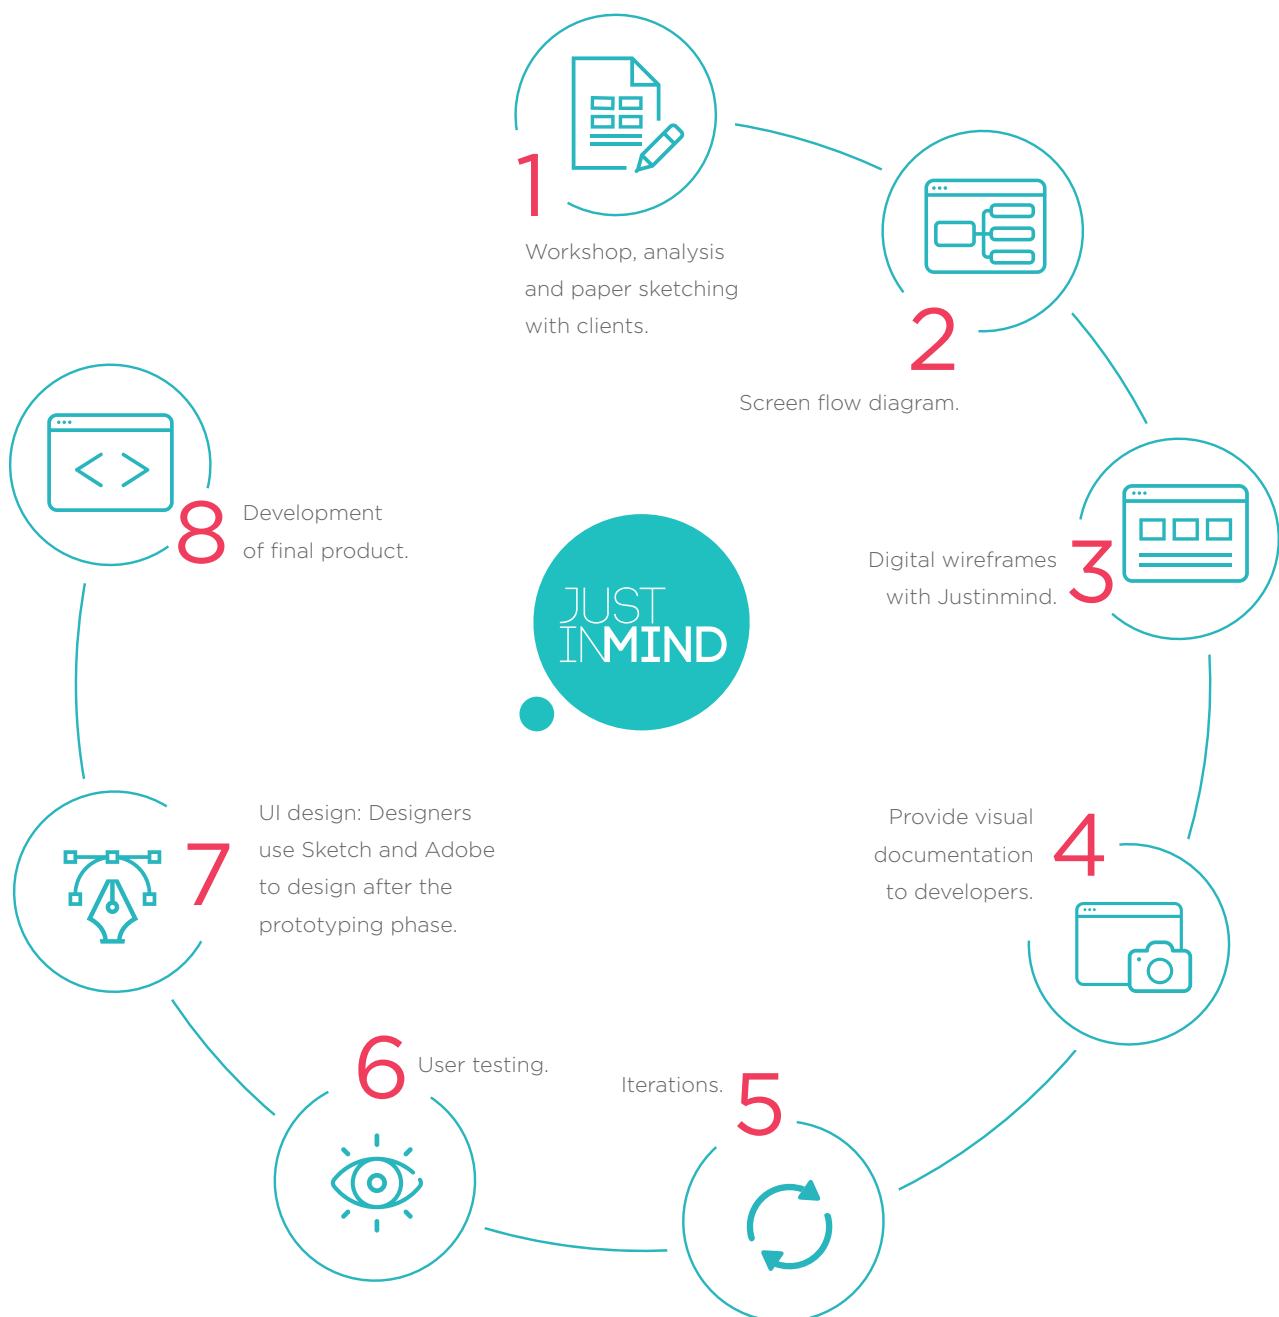 1
Workshop, analysis
and paper sketching
with clients.
2
Screen flow diagram.
3
Digital wireframes
with Justinmind.
4
Provide visual
documentation
to developers.
5
Iterations.
6
User testing.
7
UI design: Designers
use Sketch and Adobe
to design after the
prototyping phase.
8
Development
of final product.
JUST
INMIND